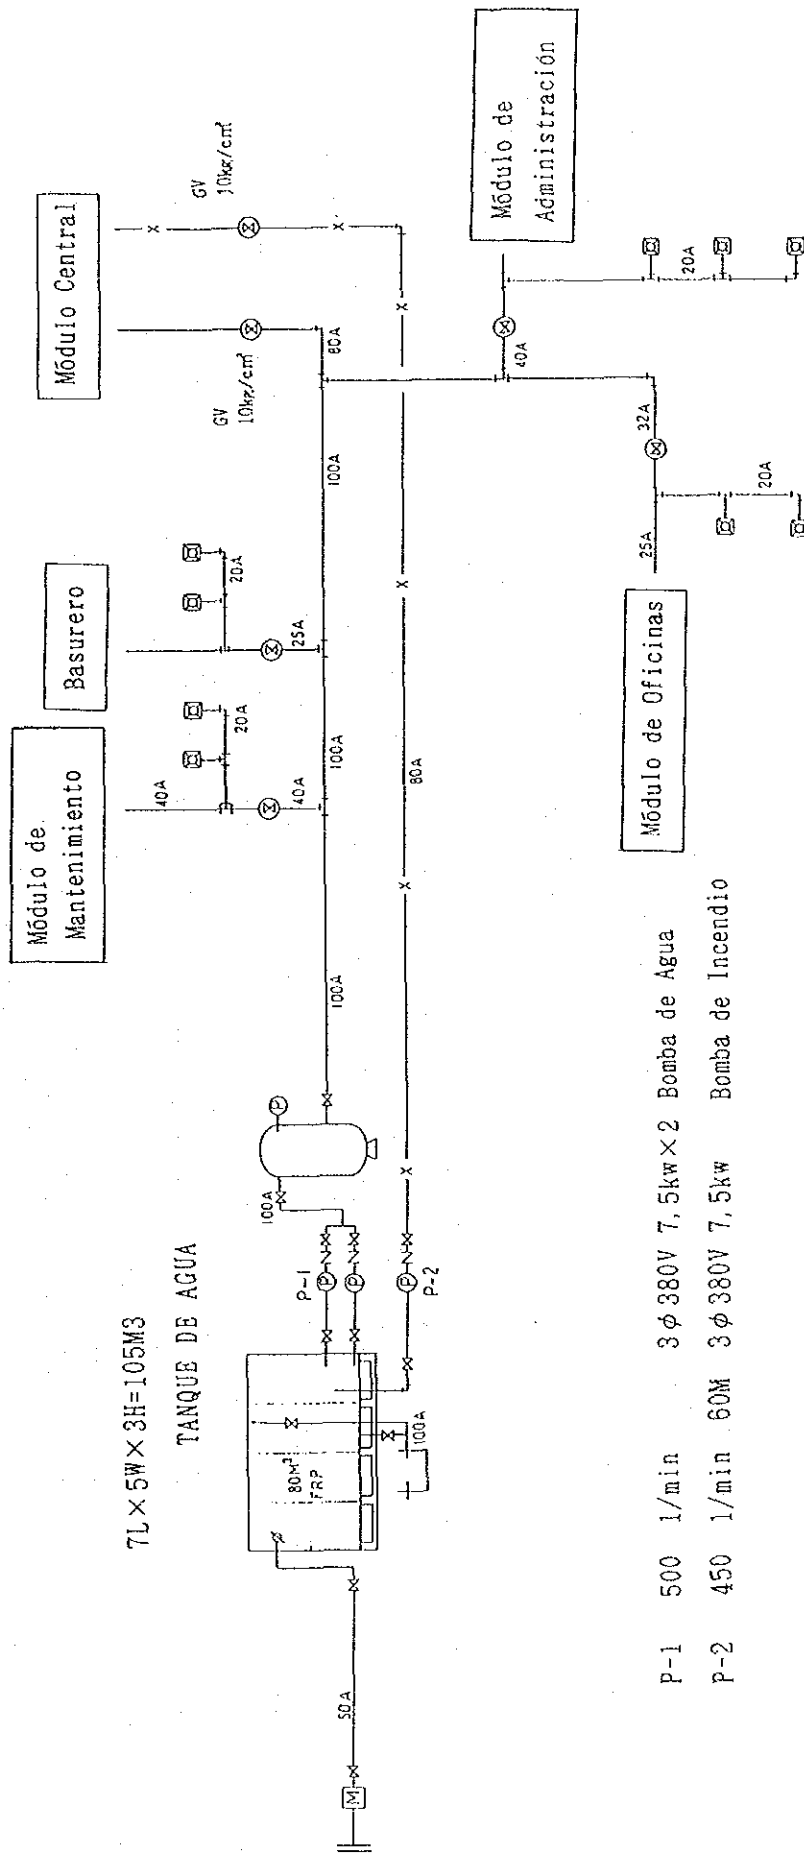 Módulo de
Mantenimiento
Basurero
Módulo Central
GV
10kg/cm²
GV
10kg/cm²
40A
20A
40A
20A
25A
80A
100A
100A
100A
80A
Módulo de
Administración
40A
20A
32A
20A
25A
Módulo de Oficinas
7L×5W×3H=105M3
TANQUE DE AGUA
80M³
FRP
100A
P-1
P
P
P
P
P-2
100A
50A
M
P-1 500 l/min 3φ380V 7,5kw×2 Bomba de Agua
P-2 450 l/min 60M 3φ380V 7,5kw Bomba de Incendio